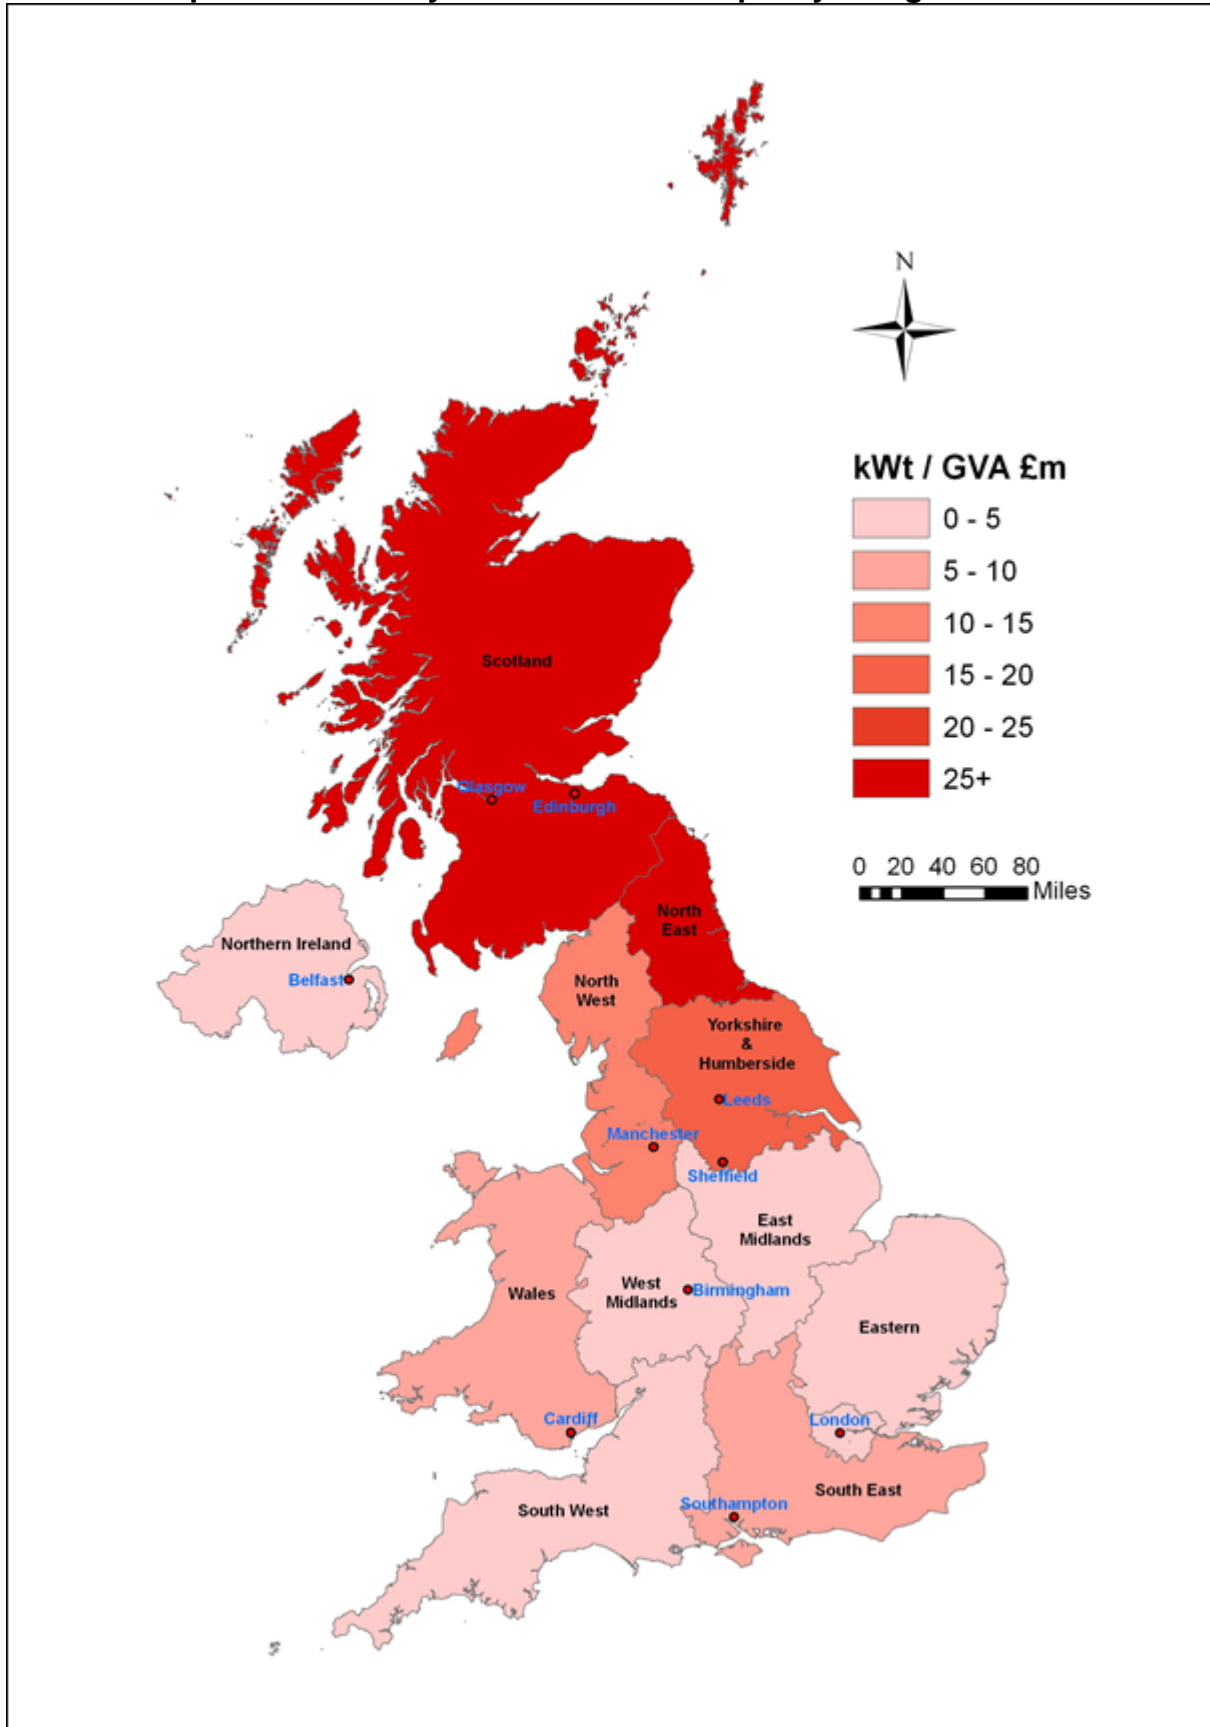 N
kWt / GVA £m
0 - 5
5 - 10
10 - 15
15 - 20
20 - 25
25+
Scotland
Glasgow
Edinburgh
0 20 40 60 80
Miles
North
East
Northern Ireland
Belfast
North
West
Yorkshire
&
Humberside
Leeds
Manchester
Sheffield
East
Midlands
Wales
West
Midlands
Birmingham
Eastern
Cardiff
London
South East
South West
Southampton